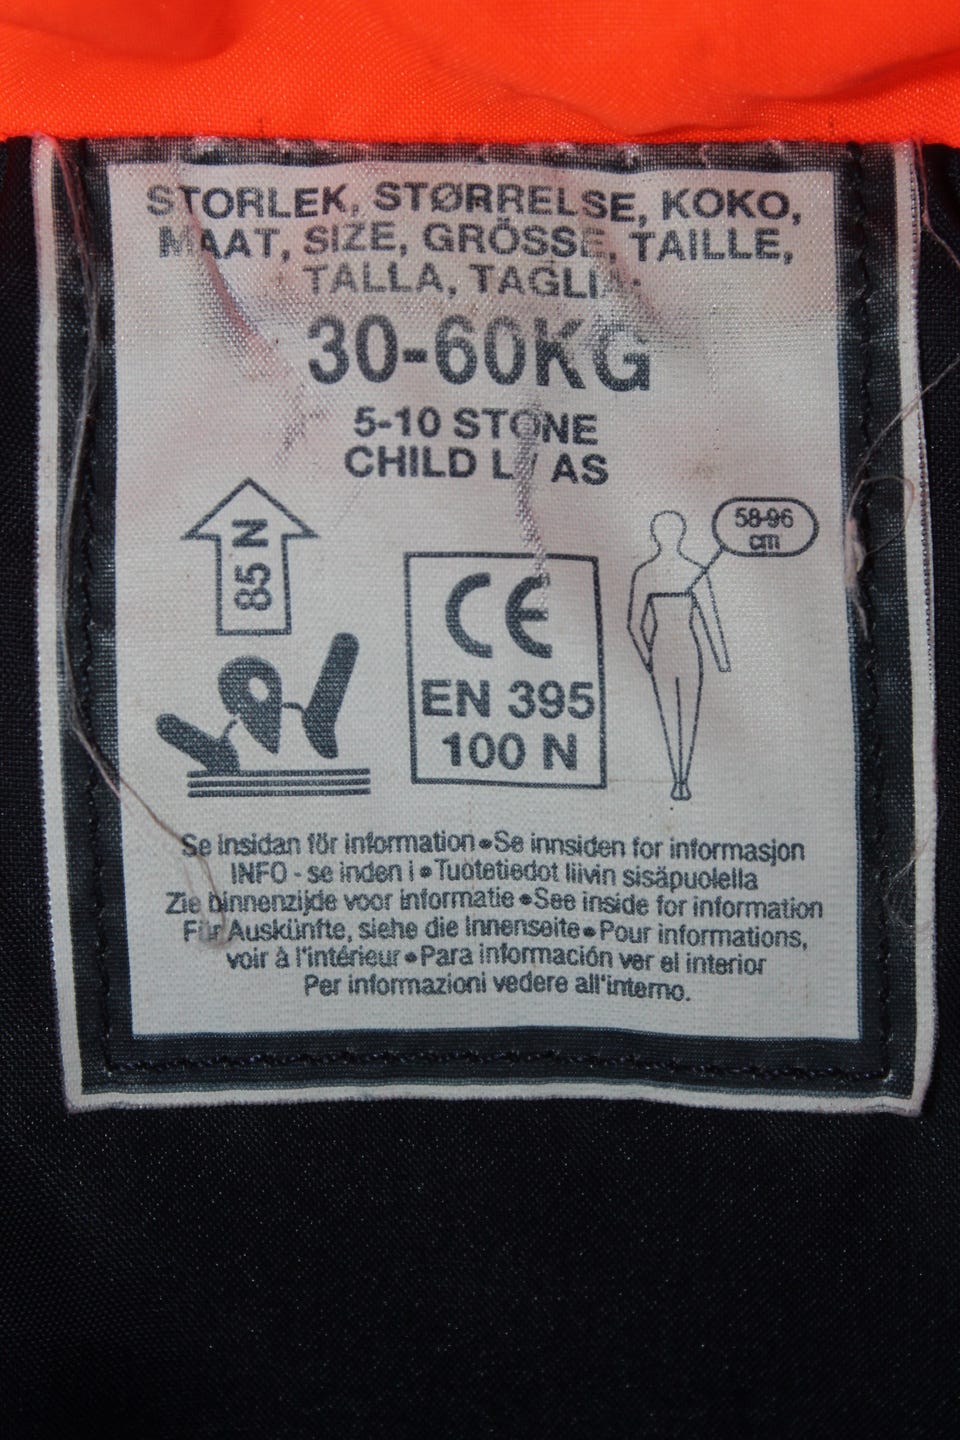 STORLEK, STØRRELSE, KOKO,
MAAT, SIZE, GRÖSSE, TAILLE,
TALLA, TAGLIA:
30-60KG
5-10 STONE
CHILD L/ AS
85 N
58-96
cm
CE
EN 395
100 N
Se insidan för information•Se innsiden for informasjon
INFO - se inden i•Tuotetiedot liivin sisäpuolella
Zie binnenzijde voor informatie•See inside for information
Für Auskünfte, siehe die Innenseite•Pour informations,
voir à l'intérieur•Para información ver el interior
Per informazioni vedere all'interno.